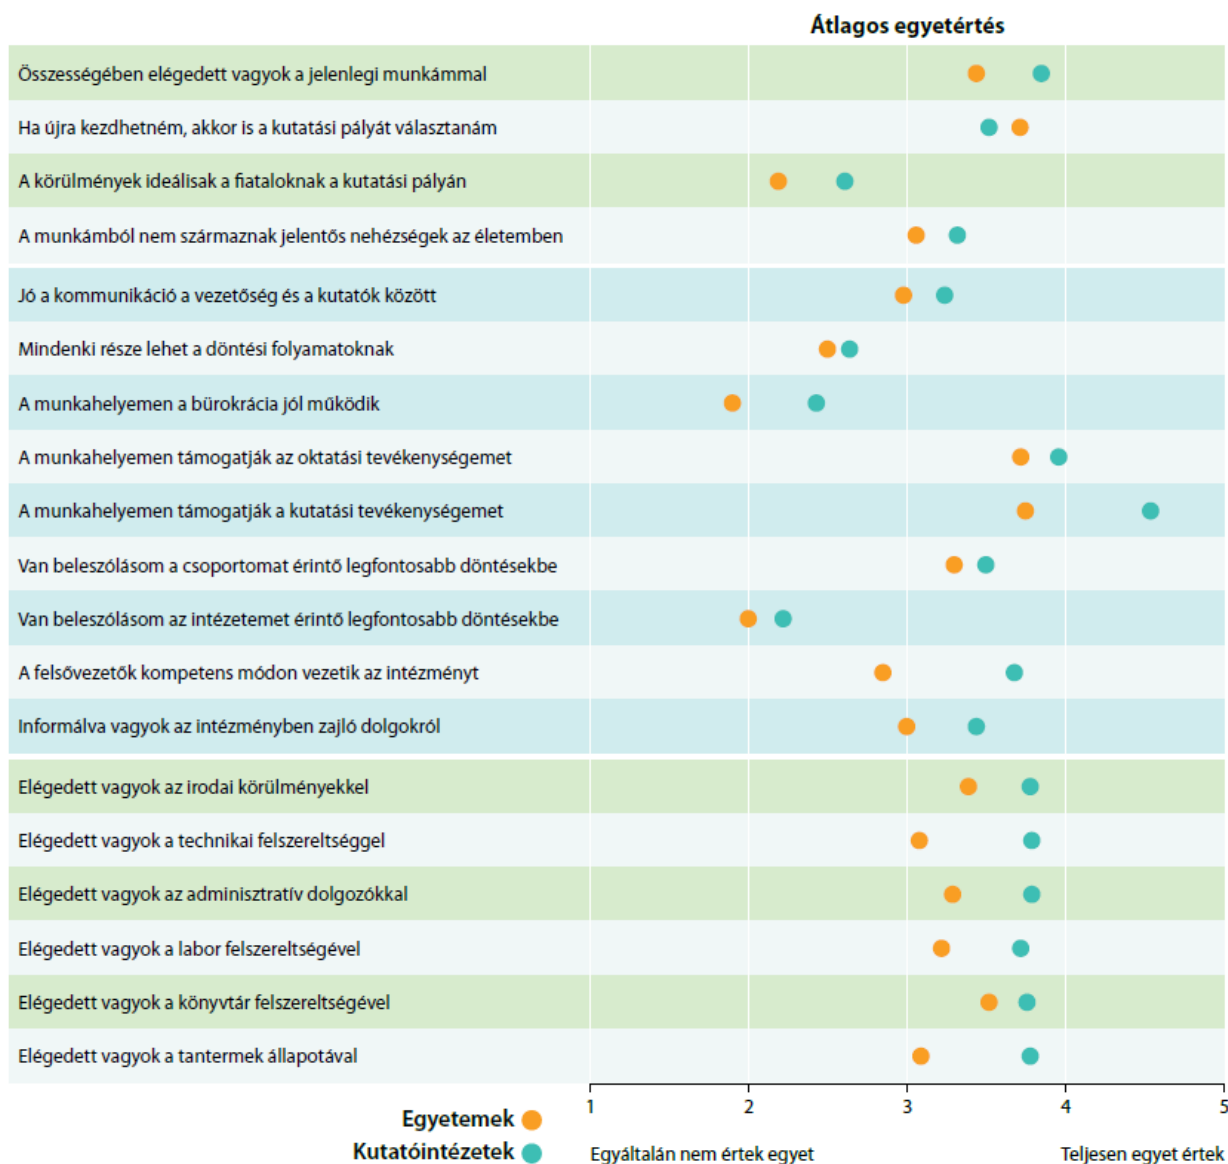 Átlagos egyetértés
Összességében elégedett vagyok a jelenlegi munkámmal
Ha újra kezdhetném, akkor is a kutatási pályát választanám
A körülmények ideálisak a fiataloknak a kutatási pályán
A munkámból nem származnak jelentős nehézségek az életemben
Jó a kommunikáció a vezetőség és a kutatók között
Mindenki része lehet a döntési folyamatoknak
A munkahelyemen a bürokrácia jól működik
A munkahelyemen támogatják az oktatási tevékenységemet
A munkahelyemen támogatják a kutatási tevékenységemet
Van beleszólásom a csoportomat érintő legfontosabb döntésekbe
Van beleszólásom az intézetemet érintő legfontosabb döntésekbe
A felsővezetők kompetens módon vezetik az intézményt
Informálva vagyok az intézményben zajló dolgokról
Elégedett vagyok az irodai körülményekkel
Elégedett vagyok a technikai felszereltséggel
Elégedett vagyok az adminisztratív dolgozókkal
Elégedett vagyok a labor felszereltségével
Elégedett vagyok a könyvtár felszereltségével
Elégedett vagyok a tantermek állapotával
1 2 3 4 5
Egyetemek
Kutatóintézetek
Egyáltalán nem értek egyet Teljesen egyet értek